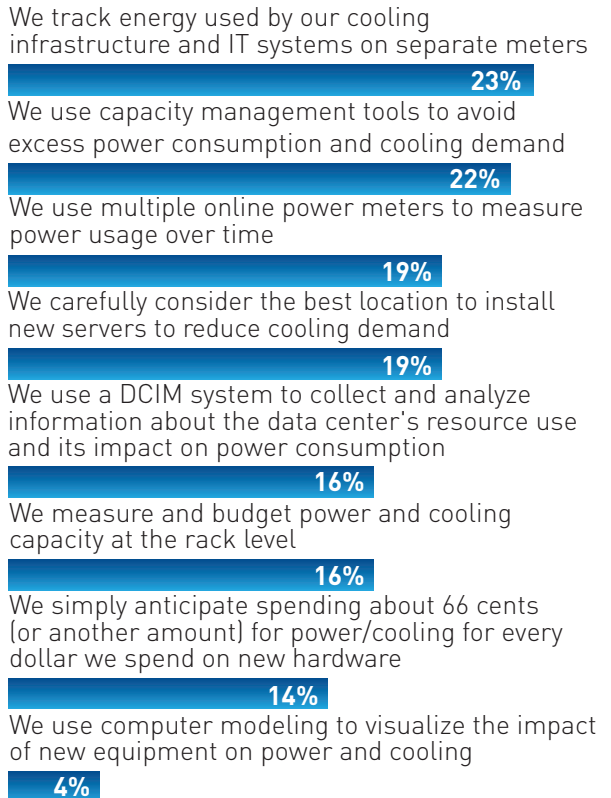 We track energy used by our cooling
infrastructure and IT systems on separate meters
23%
We use capacity management tools to avoid
excess power consumption and cooling demand
22%
We use multiple online power meters to measure
power usage over time
19%
We carefully consider the best location to install
new servers to reduce cooling demand
19%
We use a DCIM system to collect and analyze
information about the data center's resource use
and its impact on power consumption
16%
We measure and budget power and cooling
capacity at the rack level
16%
We simply anticipate spending about 66 cents
(or another amount) for power/cooling for every
dollar we spend on new hardware
14%
We use computer modeling to visualize the impact
of new equipment on power and cooling
4%